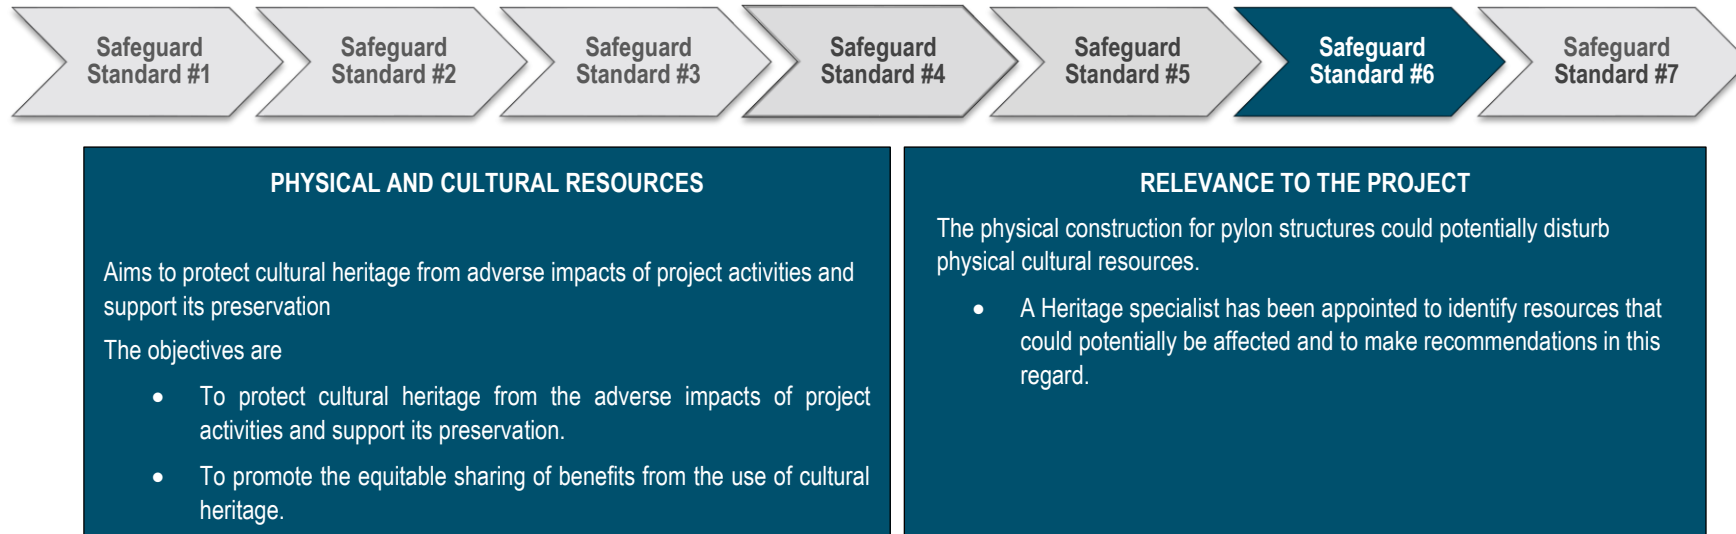 Safeguard
Standard #1
Safeguard
Standard #2
Safeguard
Standard #3
Safeguard
Standard #4
Safeguard
Standard #5
Safeguard
Standard #6
Safeguard
Standard #7
PHYSICAL AND CULTURAL RESOURCES
Aims to protect cultural heritage from adverse impacts of project activities and
support its preservation
The objectives are
• To protect cultural heritage from the adverse impacts of project
activities and support its preservation.
• To promote the equitable sharing of benefits from the use of cultural
heritage.
RELEVANCE TO THE PROJECT
The physical construction for pylon structures could potentially disturb
physical cultural resources.
• A Heritage specialist has been appointed to identify resources that
could potentially be affected and to make recommendations in this
regard.